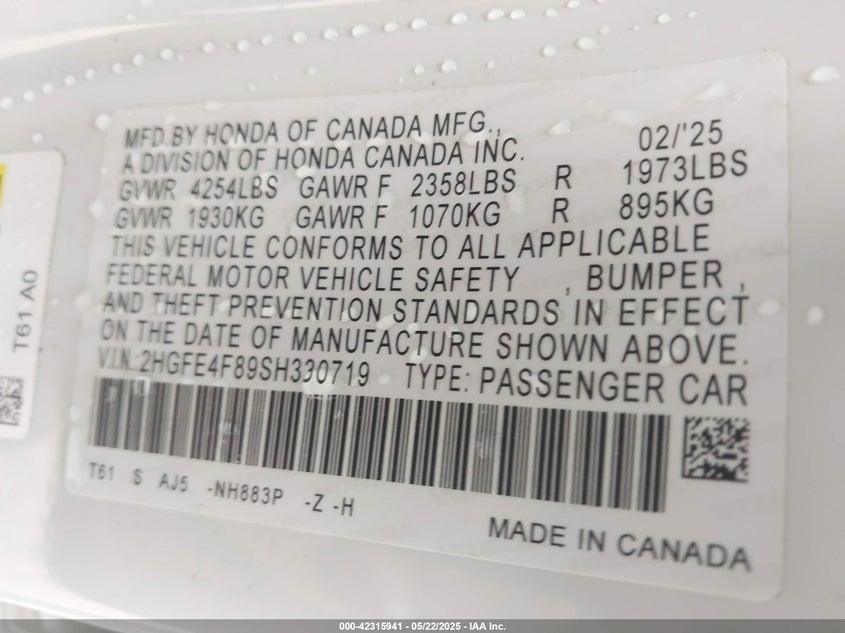 MFD.BY HONDA OF CANADA MFG.,
A DIVISION OF HONDA CANADA INC. 02/'25
GVWR 4254LBS GAWR F 2358LBS R 1973LBS
GVWR 1930KG GAWR F 1070KG R 895KG
THIS VEHICLE CONFORMS TO ALL APPLICABLE
FEDERAL MOTOR VEHICLE SAFETY , BUMPER ,
AND THEFT PREVENTION STANDARDS IN EFFECT
ON THE DATE OF MANUFACTURE SHOWN ABOVE.
V.I.N.:2HGFE4F89SH330719 TYPE: PASSENGER CAR
T61 S AJ5 -NH883P -Z -H
MADE IN CANADA
T61 A0
000-42315941 - 05/22/2025 - IAA Inc.